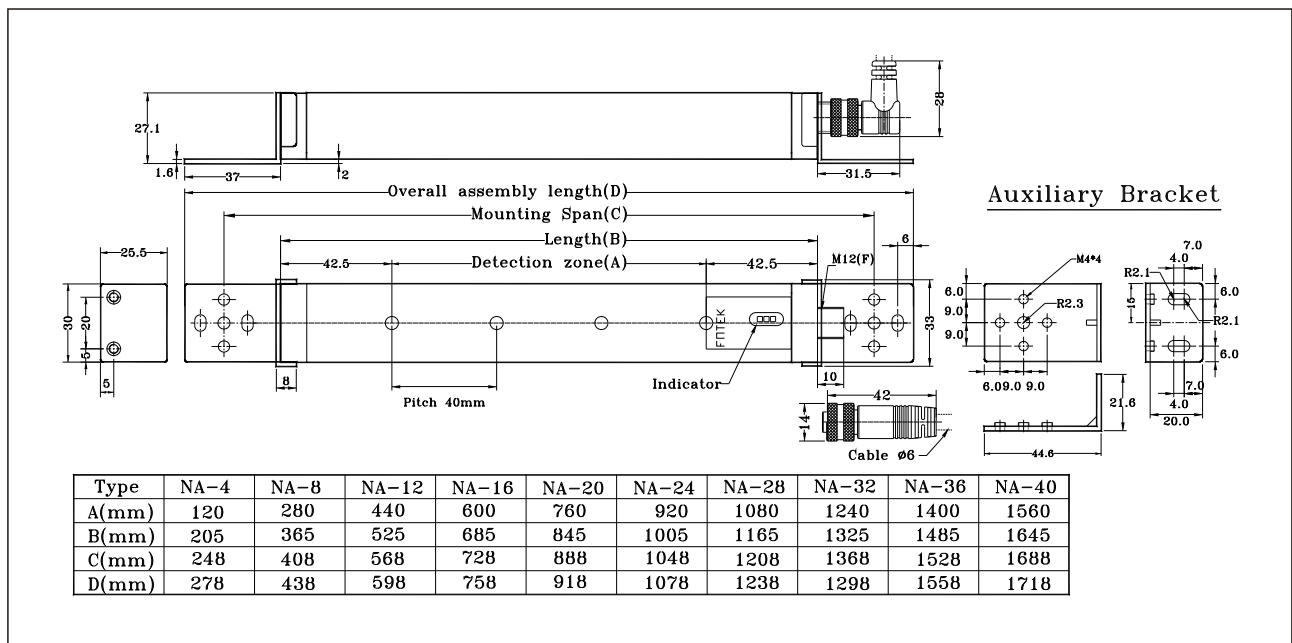 27.1
1.6
37
2
28
31.5
Overall assembly length(D)
Mounting Span(C)
Length(B)
42.5
Detection zone(A)
42.5
6
M12(F)
25.5
30
20
5
5
8
Pitch 40mm
FOTEK
Indicator
10
33
42
14
Cable ø6
Auxiliary Bracket
M4*4
R2.3
6.0
9.0
9.0
6.0
9.0
9.0
7.0
4.0
R2.1
15
6.0
R2.1
6.0
7.0
4.0
20.0
21.6
44.6
Type NA-4 NA-8 NA-12 NA-16 NA-20 NA-24 NA-28 NA-32 NA-36 NA-40
A(mm) 120 280 440 600 760 920 1080 1240 1400 1560
B(mm) 205 365 525 685 845 1005 1165 1325 1485 1645
C(mm) 248 408 568 728 888 1048 1208 1368 1528 1688
D(mm) 278 438 598 758 918 1078 1238 1298 1558 1718